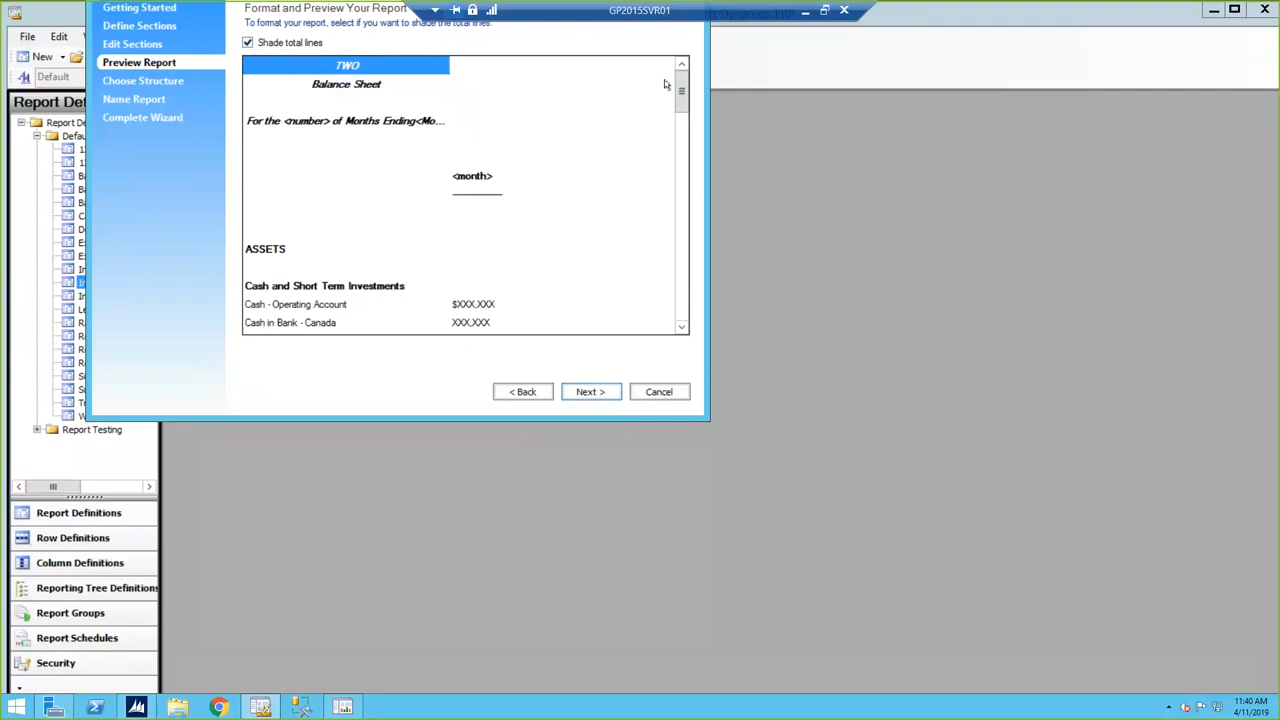 GP2015SVR01
File Edit
New
Default
Report De
Report De
Defau
Report Testing
Report Definitions
Row Definitions
Column Definitions
Reporting Tree Definitions
Report Groups
Report Schedules
Security
Getting Started
Define Sections
Edit Sections
Preview Report
Choose Structure
Name Report
Complete Wizard
Format and Preview Your Report
To format your report, select if you want to shade the total lines.
Shade total lines
TWO
Balance Sheet
For the <number> of Months Ending<Mo...
<month>
ASSETS
Cash and Short Term Investments
Cash - Operating Account $XXX,XXX
Cash in Bank - Canada XXX,XXX
< Back Next > Cancel
11:40 AM
4/11/2019